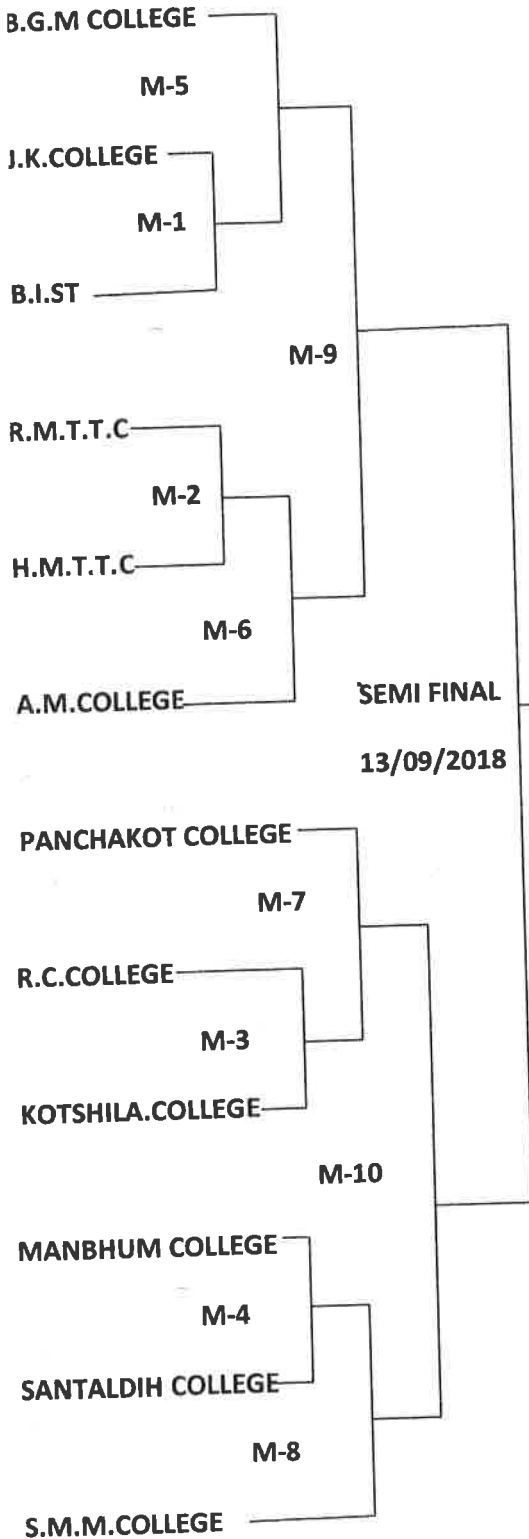 B.G.M COLLEGE
M-5
J.K.COLLEGE
M-1
B.I.ST
M-9
R.M.T.T.C
M-2
H.M.T.T.C
M-6
A.M.COLLEGE
SEMI FINAL
13/09/2018
PANCHAKOT COLLEGE
M-7
R.C.COLLEGE
M-3
KOTSHILA.COLLEGE
M-10
MANBHUM COLLEGE
M-4
SANTALDIH COLLEGE
M-8
S.M.M.COLLEGE